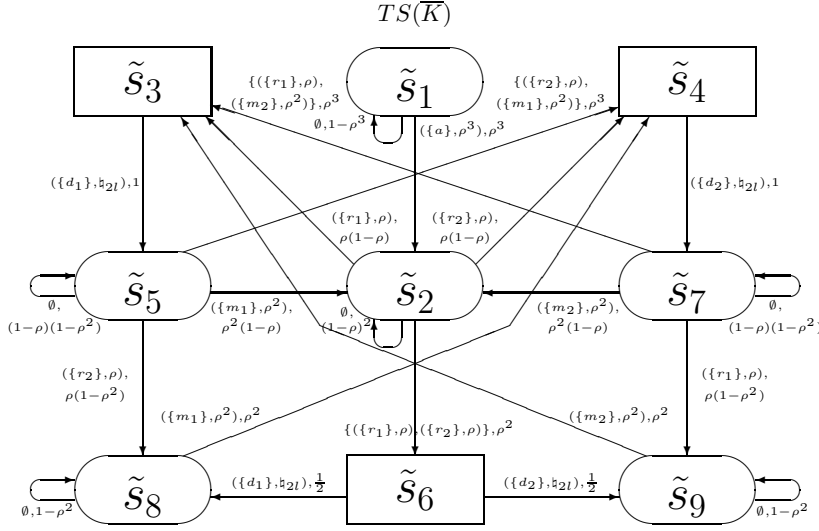 TS(K̅)
s̃₃
s̃₁
s̃₄
{({r₁},ρ),
({m₂},ρ²)},ρ³
{({r₂},ρ),
({m₁},ρ²)},ρ³
∅,1−ρ³
({a},ρ³),ρ³
({d₁},♮₂ₗ),1
({d₂},♮₂ₗ),1
({r₁},ρ),
ρ(1−ρ)
({r₂},ρ),
ρ(1−ρ)
s̃₅
s̃₂
s̃₇
∅,
(1−ρ)(1−ρ²)
({m₁},ρ²),
ρ²(1−ρ)
∅,
(1−ρ)²
({m₂},ρ²),
ρ²(1−ρ)
∅,
(1−ρ)(1−ρ²)
({r₂},ρ),
ρ(1−ρ²)
({r₁},ρ),
ρ(1−ρ²)
({m₁},ρ²),ρ²
{({r₁},ρ),({r₂},ρ)},ρ²
({m₂},ρ²),ρ²
s̃₈
({d₁},♮₂ₗ),½
s̃₆
({d₂},♮₂ₗ),½
s̃₉
∅,1−ρ²
∅,1−ρ²